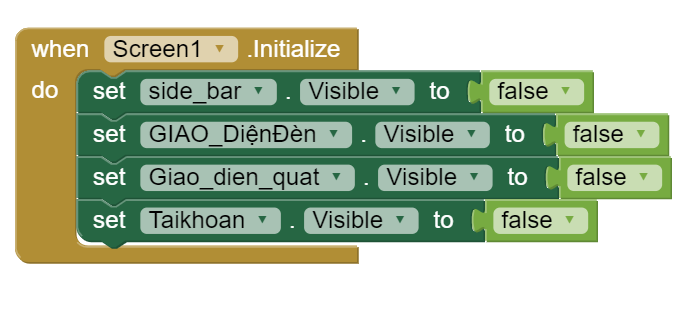 when Screen1 .Initialize
do set side_bar . Visible to false
set GIAO_DiệnĐèn . Visible to false
set Giao_dien_quat . Visible to false
set Taikhoan . Visible to false